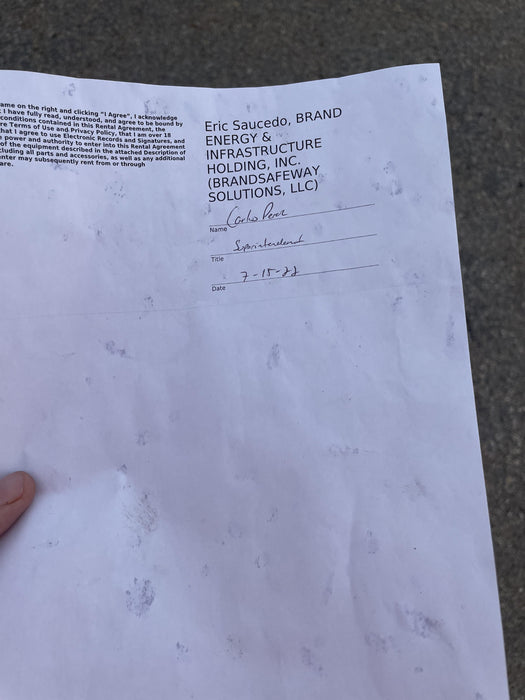 ame on the right and clicking "I Agree", I acknowledge
I have fully read, understood, and agree to be bound by
conditions contained in this Rental Agreement, the
re Terms of Use and Privacy Policy, that I am over 18
hat I agree to use Electronic Records and Signatures, and
e power and authority to enter into this Rental Agreement
of the equipment described in the attached Description of
cluding all parts and accessories, as well as any additional
enter may subsequently rent from or through
are.
Eric Saucedo, BRAND
ENERGY &
INFRASTRUCTURE
HOLDING, INC.
(BRANDSAFEWAY
SOLUTIONS, LLC)
Carlos Perez
Name
Superintendent
Title
7-15-22
Date